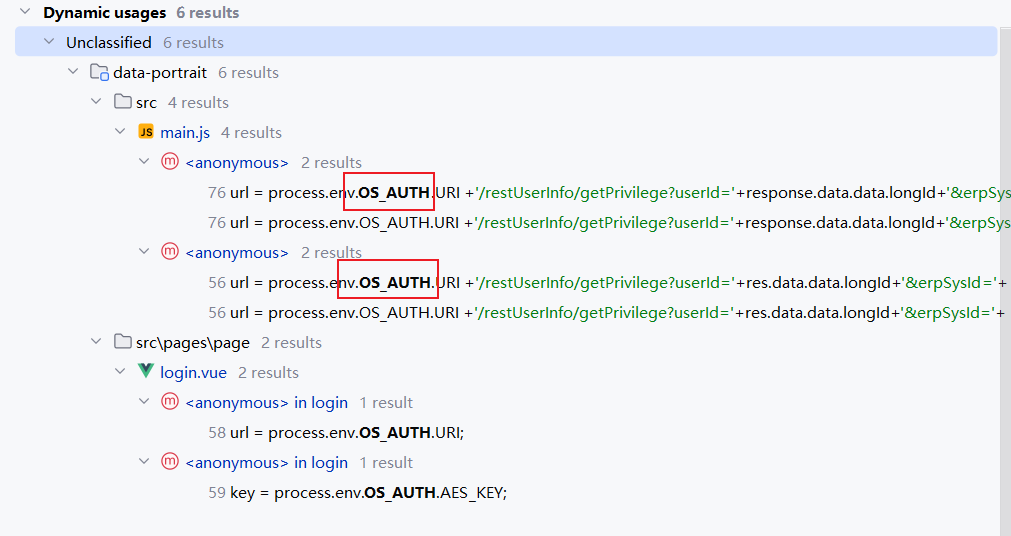 Dynamic usages 6 results
Unclassified 6 results
data-portrait 6 results
src 4 results
JS main.js 4 results
m <anonymous> 2 results
76 url = process.env.OS_AUTH.URI +'/restUserInfo/getPrivilege?userId='+response.data.data.longId+'&erpSys
76 url = process.env.OS_AUTH.URI +'/restUserInfo/getPrivilege?userId='+response.data.data.longId+'&erpSys
m <anonymous> 2 results
56 url = process.env.OS_AUTH.URI +'/restUserInfo/getPrivilege?userId='+res.data.data.longId+'&erpSysId='+
56 url = process.env.OS_AUTH.URI +'/restUserInfo/getPrivilege?userId='+res.data.data.longId+'&erpSysId='+
src\pages\page 2 results
login.vue 2 results
m <anonymous> in login 1 result
58 url = process.env.OS_AUTH.URI;
m <anonymous> in login 1 result
59 key = process.env.OS_AUTH.AES_KEY;